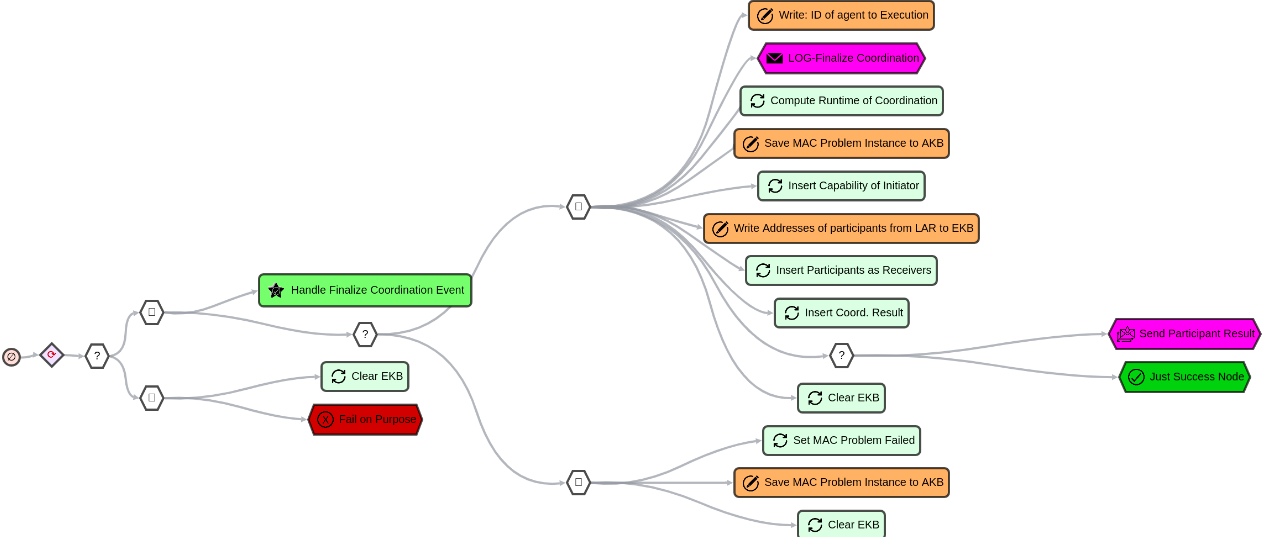 Write: ID of agent to Execution
LOG-Finalize Coordination
Compute Runtime of Coordination
Save MAC Problem Instance to AKB
Insert Capability of Initiator
Write Addresses of participants from LAR to EKB
Insert Participants as Receivers
Handle Finalize Coordination Event
Insert Coord. Result
?
Send Participant Result
?
?
Clear EKB
Just Success Node
Clear EKB
Fail on Purpose
Set MAC Problem Failed
Save MAC Problem Instance to AKB
Clear EKB